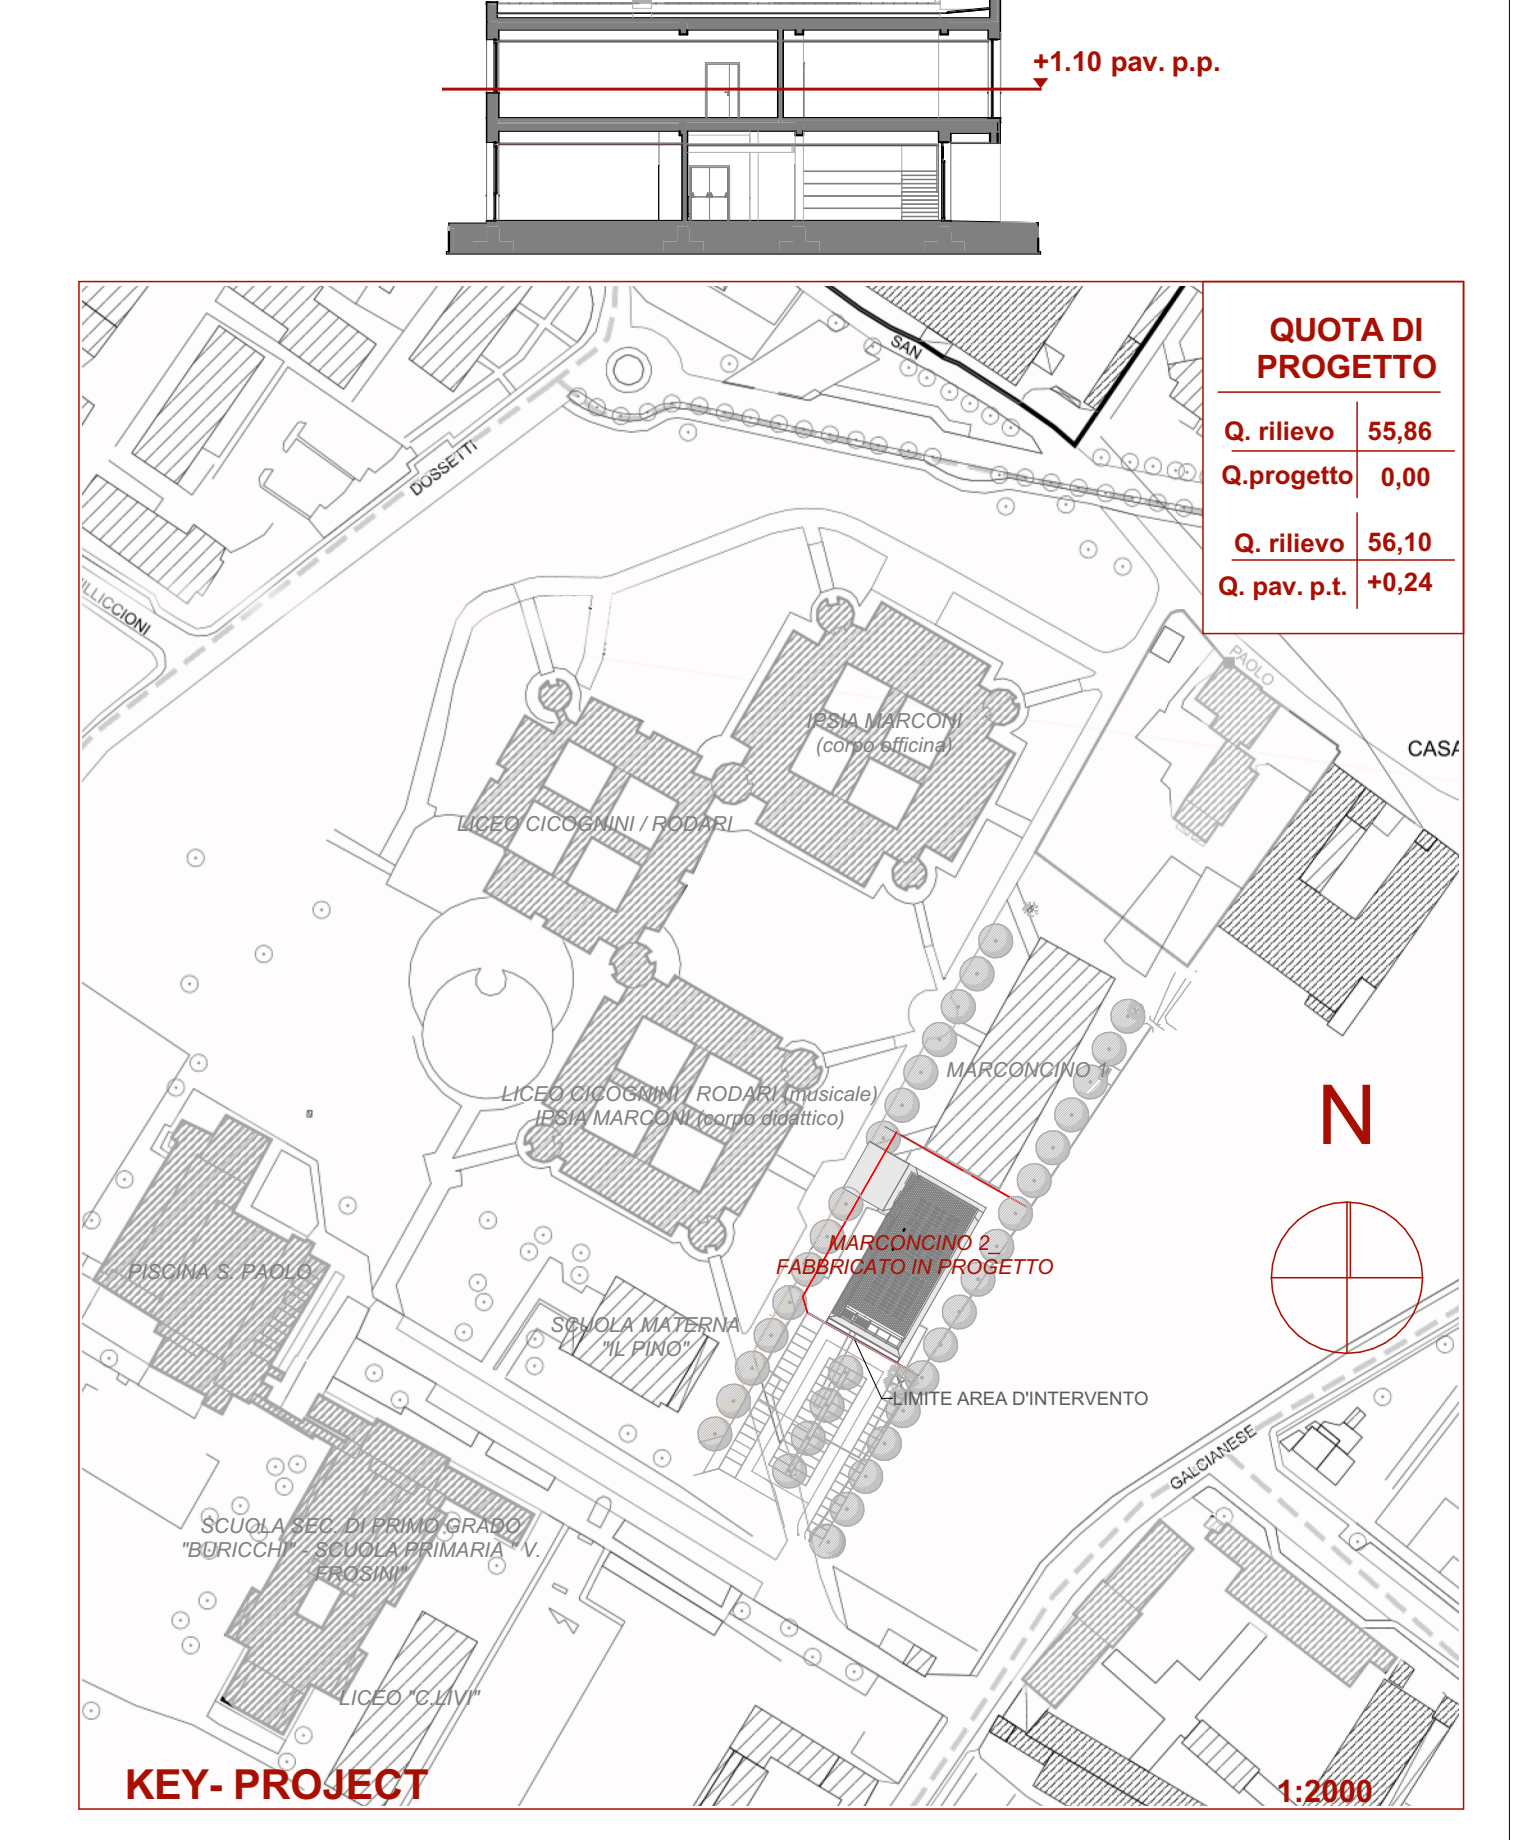 +1.10 pav. p.p.
QUOTA DI
PROGETTO
Q. rilievo 55,86
Q.progetto 0,00
Q. rilievo 56,10
Q. pav. p.t. +0,24
SAN
DOSSETTI
ILLICCIONI
PAOLO
CASA
IPSIA MARCONI
(corpo officina)
LICEO CICOGNINI / RODARI
MARCONCINO 1
LICEO CICOGNINI / RODARI (musicale)
IPSIA MARCONI (corpo didattico)
N
MARCONCINO 2_
FABBRICATO IN PROGETTO
PISCINA S. PAOLO
SCUOLA MATERNA
"IL PINO"
LIMITE AREA D'INTERVENTO
GALCIANESE
SCUOLA SEC. DI PRIMO GRADO
"BURICCHI" - SCUOLA PRIMARIA " V.
FROSINI"
LICEO "C.LIVI"
KEY- PROJECT
1:2000